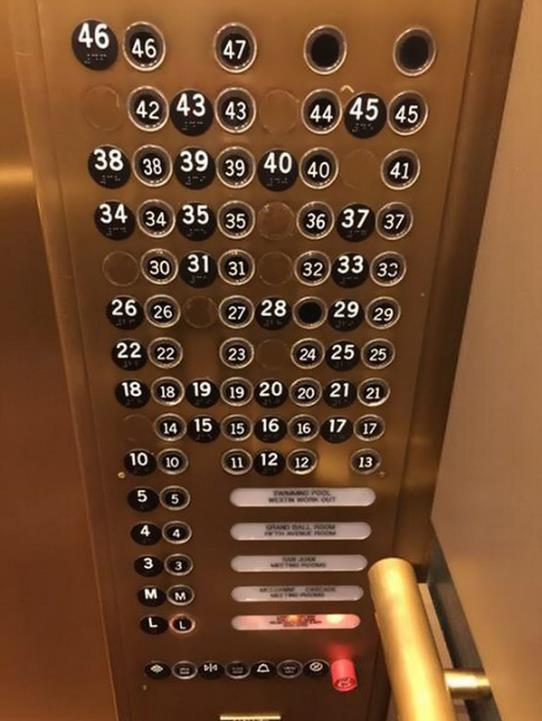 46 46 47
42 43 43 44 45 45
38 38 39 39 40 40 41
34 34 35 35 36 37 37
30 31 31 32 33 33
26 26 27 28 29 29
22 22 23 24 25 25
18 18 19 19 20 20 21 21
14 15 15 16 16 17 17
10 10 11 12 12 13
5 5 SWIMMING POOL
WESTIN WORK OUT
4 4 GRAND BALL ROOM
FIFTH AVENUE ROOM
3 3 SAN JUAN
MEETING ROOMS
M M MEZZANINE CASCADE
MEETING ROOMS
L L